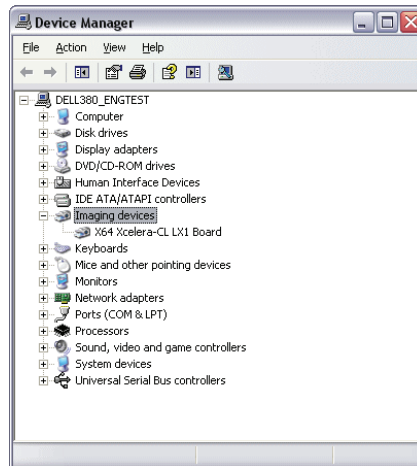 Device Manager
File Action View Help
DELL380_ENGTEST
Computer
Disk drives
Display adapters
DVD/CD-ROM drives
Human Interface Devices
IDE ATA/ATAPI controllers
Imaging devices
X64 Xcelera-CL LX1 Board
Keyboards
Mice and other pointing devices
Monitors
Network adapters
Ports (COM & LPT)
Processors
Sound, video and game controllers
System devices
Universal Serial Bus controllers